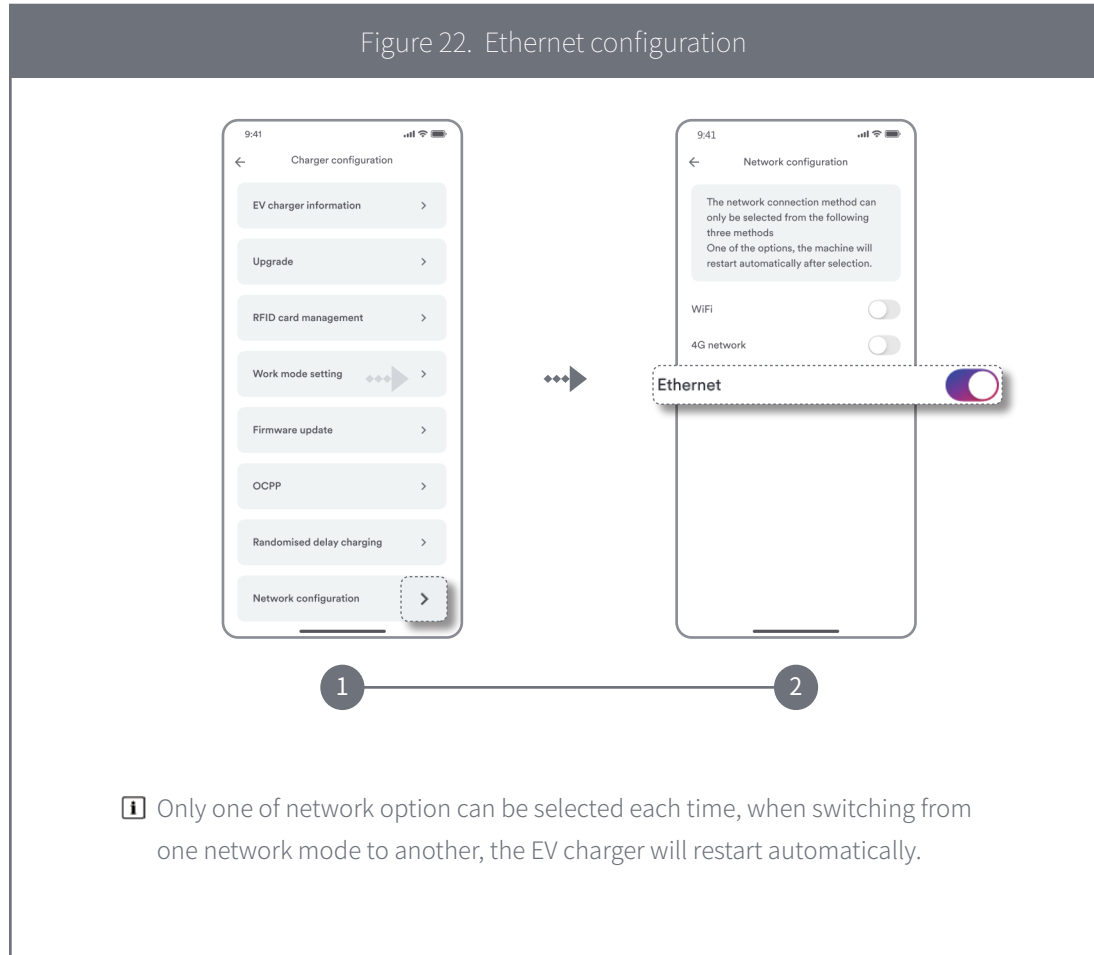 Figure 22. Ethernet configuration
9:41
Charger configuration
EV charger information
Upgrade
RFID card management
Work mode setting
Firmware update
OCPP
Randomised delay charging
Network configuration
1
9:41
Network configuration
The network connection method can
only be selected from the following
three methods
One of the options, the machine will
restart automatically after selection.
WiFi
4G network
Ethernet
2
Only one of network option can be selected each time, when switching from
one network mode to another, the EV charger will restart automatically.